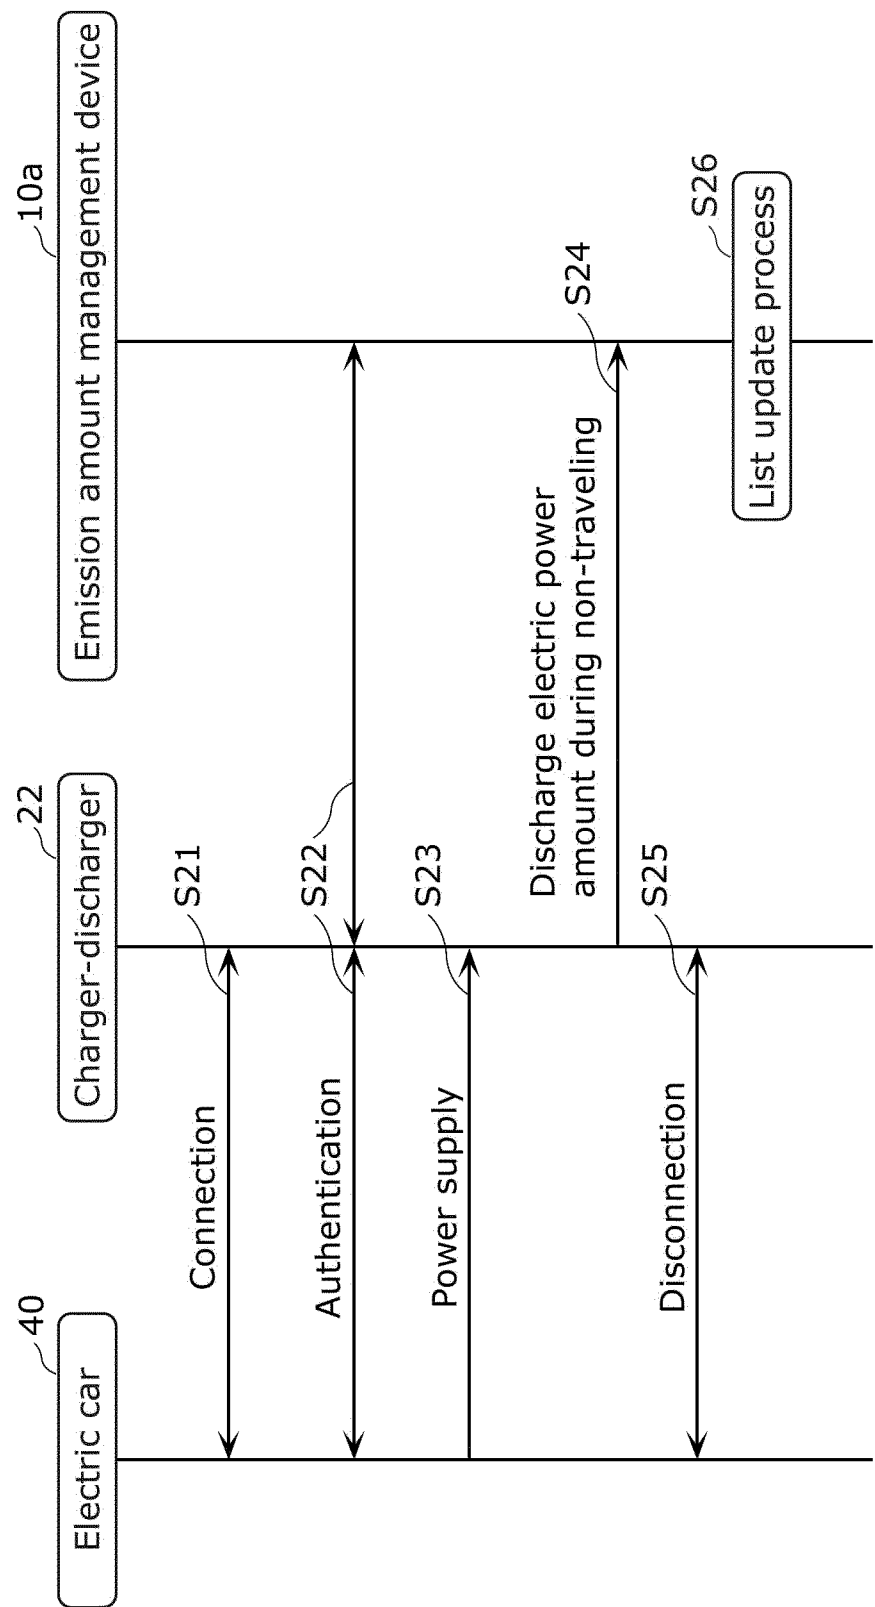 40
22
10a
Electric car
Charger-discharger
Emission amount management device
Connection
S21
Authentication
S22
Power supply
S23
Discharge electric power
amount during non-traveling
S24
Disconnection
S25
S26
List update process